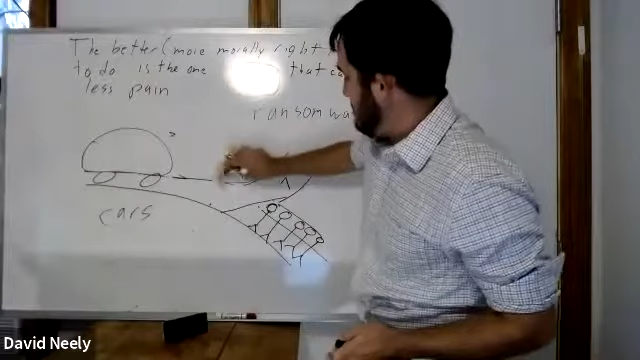 The better (more morally right
to do is the one that ca
less pain
ransomwa
cars
David Neely